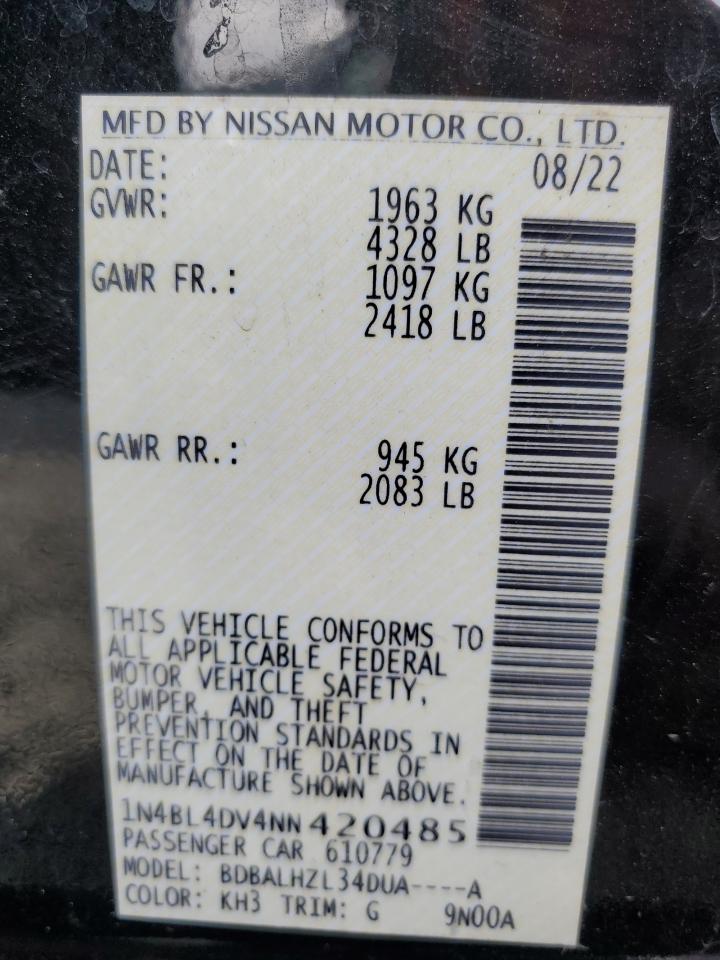 MFD BY NISSAN MOTOR CO., LTD.
DATE: 08/22
GVWR: 1963 KG
4328 LB
GAWR FR.: 1097 KG
2418 LB
GAWR RR.: 945 KG
2083 LB
THIS VEHICLE CONFORMS TO
ALL APPLICABLE FEDERAL
MOTOR VEHICLE SAFETY,
BUMPER, AND THEFT
PREVENTION STANDARDS IN
EFFECT ON THE DATE OF
MANUFACTURE SHOWN ABOVE.
1N4BL4DV4NN420485
PASSENGER CAR 610779
MODEL: BDBALHZL34DUA----A
COLOR: KH3 TRIM: G 9N00A